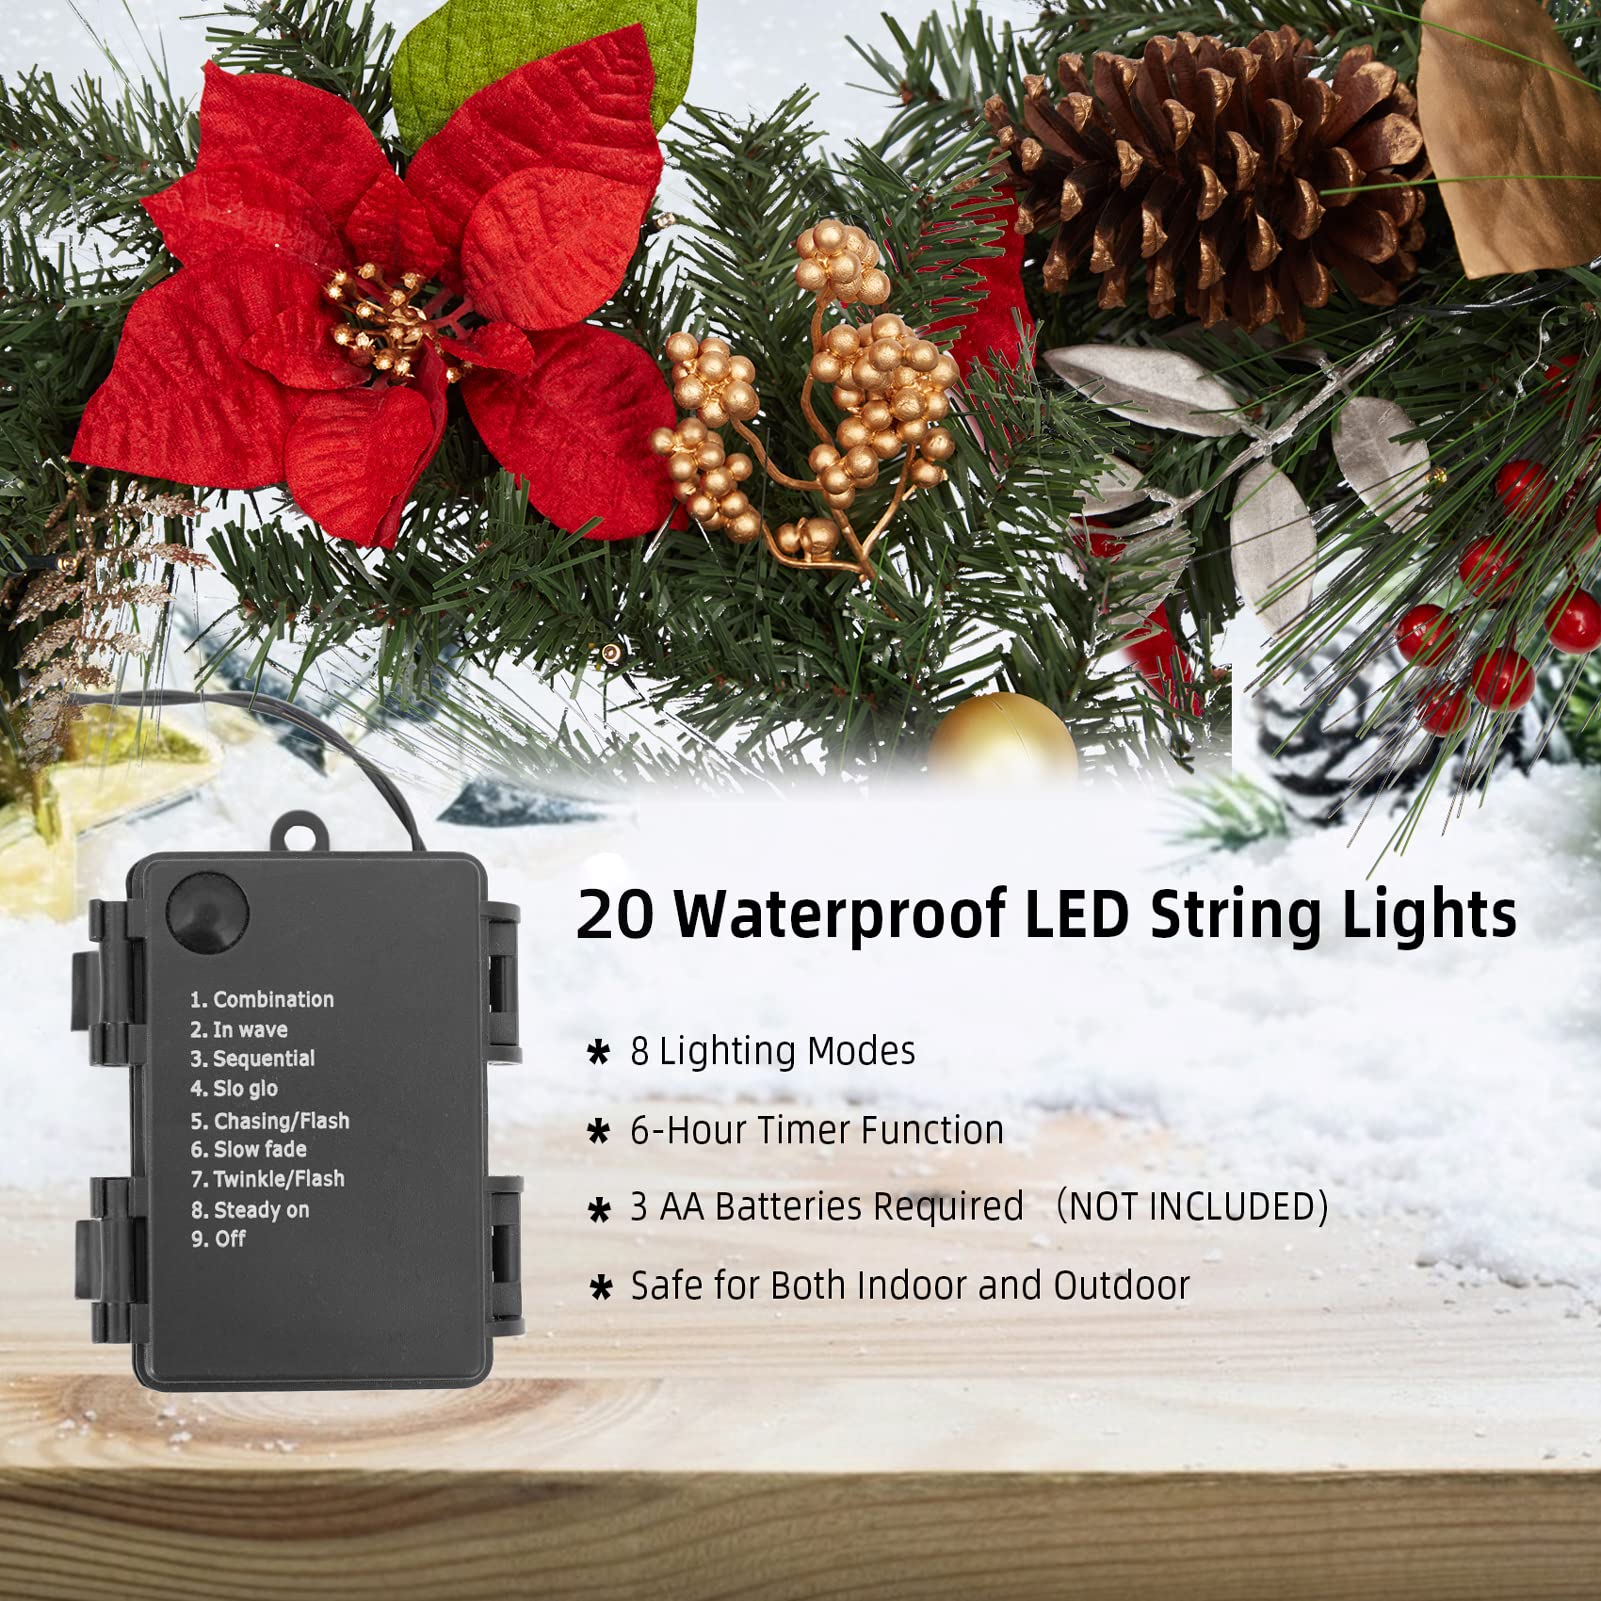 20 Waterproof LED String Lights
* 8 Lighting Modes
* 6-Hour Timer Function
* 3 AA Batteries Required （NOT INCLUDED)
* Safe for Both Indoor and Outdoor
1. Combination
2. In wave
3. Sequential
4. Slo glo
5. Chasing/Flash
6. Slow fade
7. Twinkle/Flash
8. Steady on
9. Off